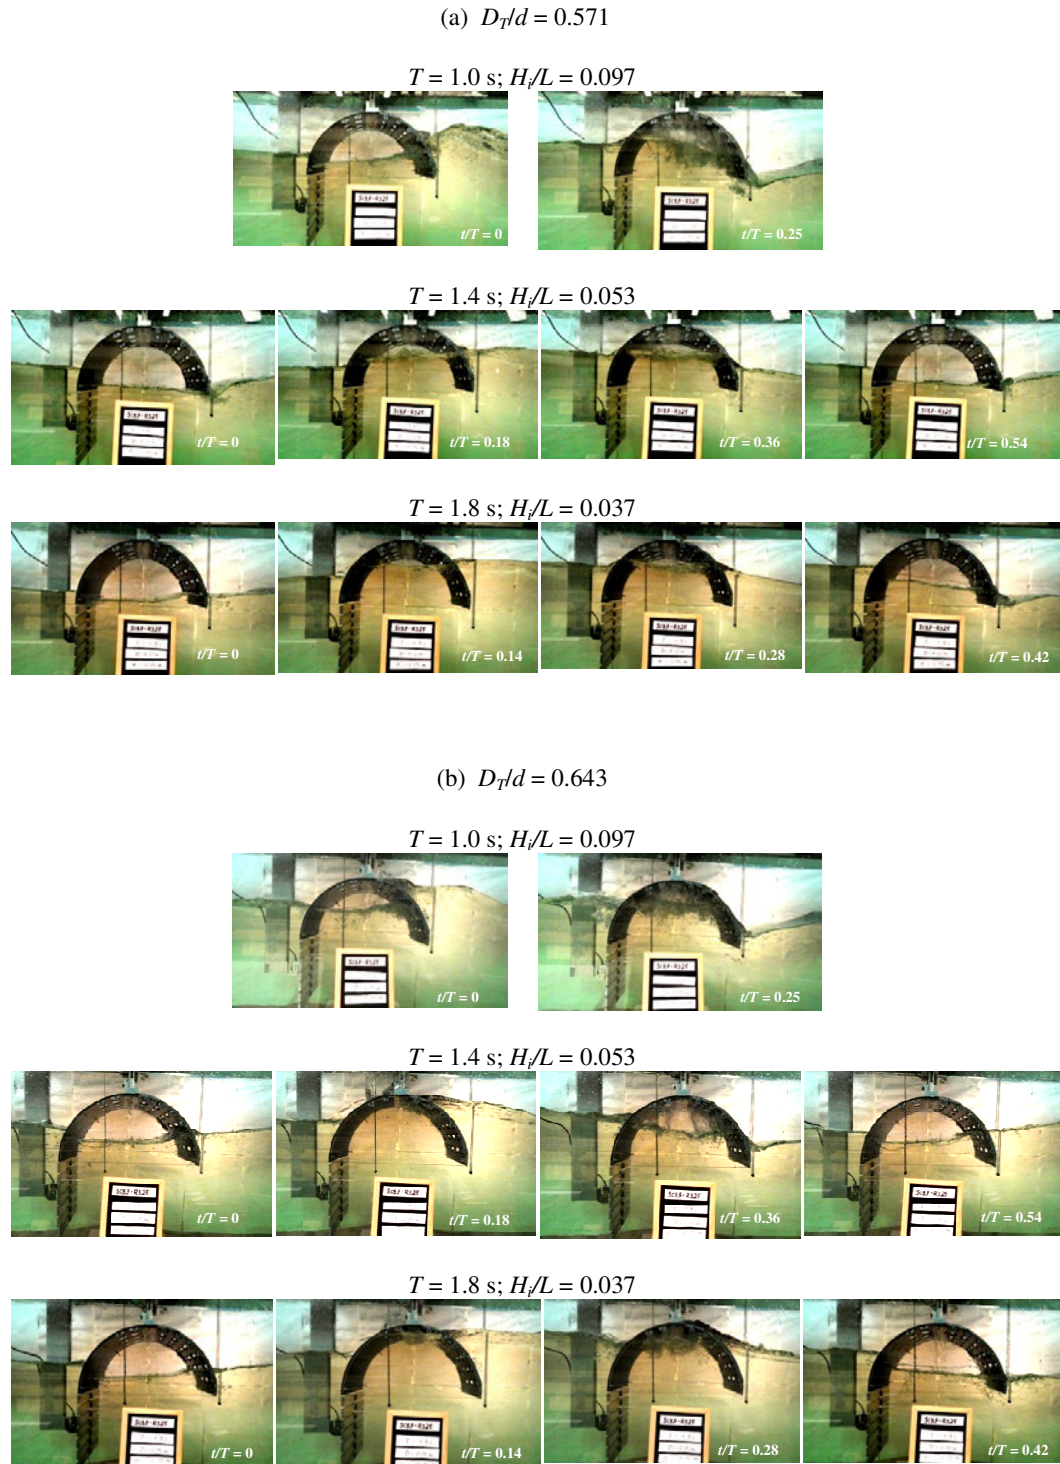 (a) D_T/d = 0.571
T = 1.0 s; H_i/L = 0.097
t/T = 0
t/T = 0.25
T = 1.4 s; H_i/L = 0.053
t/T = 0
t/T = 0.18
t/T = 0.36
t/T = 0.54
T = 1.8 s; H_i/L = 0.037
t/T = 0
t/T = 0.14
t/T = 0.28
t/T = 0.42
(b) D_T/d = 0.643
T = 1.0 s; H_i/L = 0.097
t/T = 0
t/T = 0.25
T = 1.4 s; H_i/L = 0.053
t/T = 0
t/T = 0.18
t/T = 0.36
t/T = 0.54
T = 1.8 s; H_i/L = 0.037
t/T = 0
t/T = 0.14
t/T = 0.28
t/T = 0.42